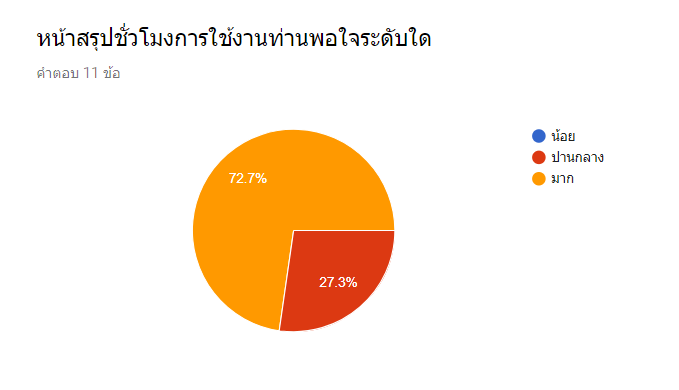 หน้าสรุปชั่วโมงการใช้งานท่านพอใจระดับใด
คำตอบ 11 ข้อ
น้อย
ปานกลาง
มาก
72.7%
27.3%